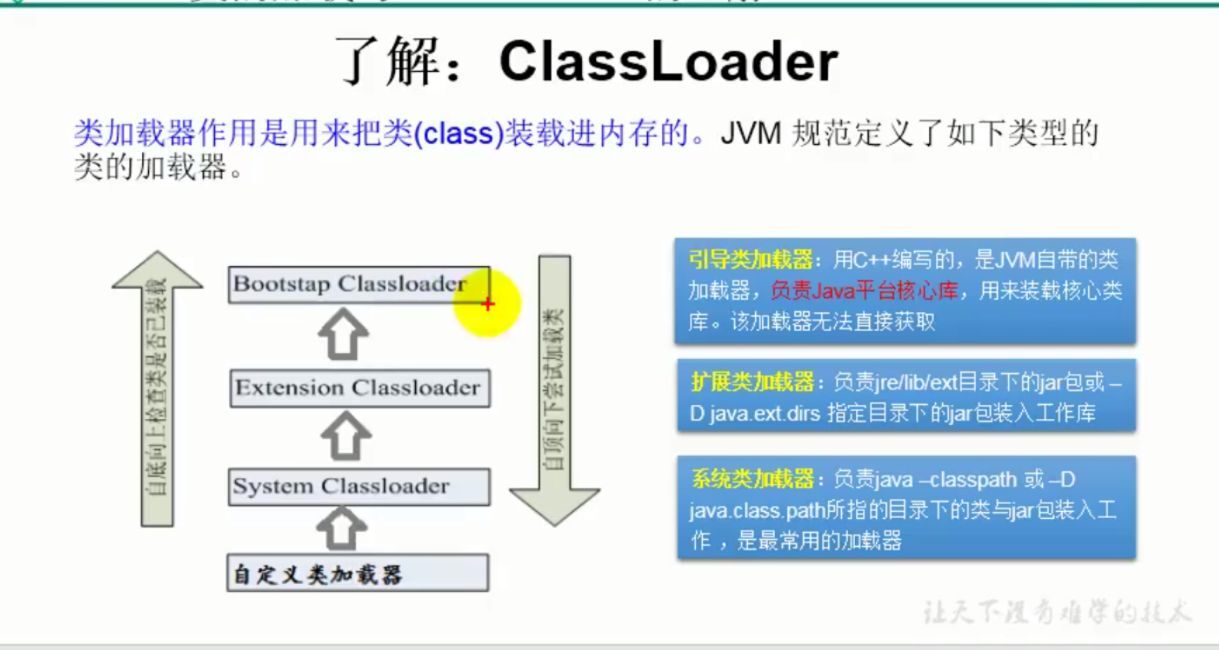 了解：ClassLoader
类加载器作用是用来把类(class)装载进内存的。JVM 规范定义了如下类型的
类的加载器。
自底向上检查类是否已装载
Bootstap Classloader
Extension Classloader
System Classloader
自定义类加载器
自顶向下尝试加载类
引导类加载器：用C++编写的，是JVM自带的类
加载器，负责Java平台核心库，用来装载核心类
库。该加载器无法直接获取
扩展类加载器：负责jre/lib/ext目录下的jar包或 –
D java.ext.dirs 指定目录下的jar包装入工作库
系统类加载器：负责java –classpath 或 –D
java.class.path所指的目录下的类与jar包装入工
作 ，是最常用的加载器
让天下没有难学的技术